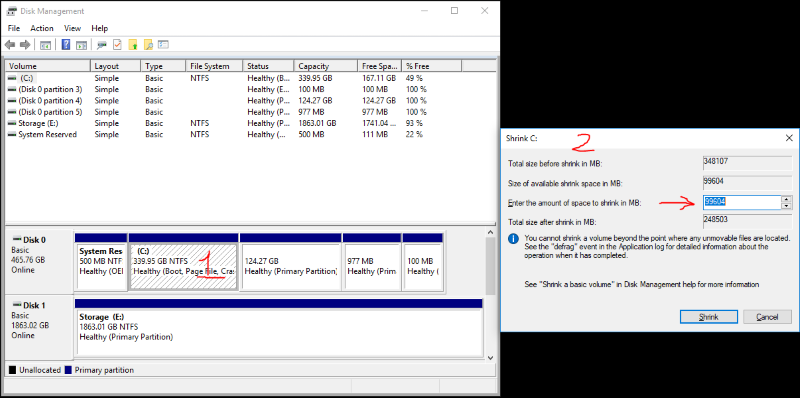 Disk Management
File Action View Help
Volume Layout Type File System Status Capacity Free Spa... % Free
(C:) Simple Basic NTFS Healthy (B... 339.95 GB 167.11 GB 49 %
(Disk 0 partition 3) Simple Basic Healthy (E... 100 MB 100 MB 100 %
(Disk 0 partition 4) Simple Basic Healthy (P... 124.27 GB 124.27 GB 100 %
(Disk 0 partition 5) Simple Basic Healthy (P... 977 MB 977 MB 100 %
Storage (E:) Simple Basic NTFS Healthy (P... 1863.01 GB 1741.04 ... 93 %
System Reserved Simple Basic NTFS Healthy (... 500 MB 111 MB 22 %
Disk 0
Basic
465.76 GB
Online
System Res
500 MB NTF
Healthy (OEI
(C:)
339.95 GB NTFS
Healthy (Boot, Page File, Cras
1
124.27 GB
Healthy (Primary Partition)
977 MB
Healthy (Prim
100 MB
Healthy (
Disk 1
Basic
1863.02 GB
Online
Storage (E:)
1863.01 GB NTFS
Healthy (Primary Partition)
Unallocated Primary partition
Shrink C:
2
Total size before shrink in MB: 348107
Size of available shrink space in MB: 99604
Enter the amount of space to shrink in MB: 99604
Total size after shrink in MB: 248503
You cannot shrink a volume beyond the point where any unmovable files are located.
See the "defrag" event in the Application log for detailed information about the
operation when it has completed.
See "Shrink a basic volume" in Disk Management help for more information
Shrink Cancel